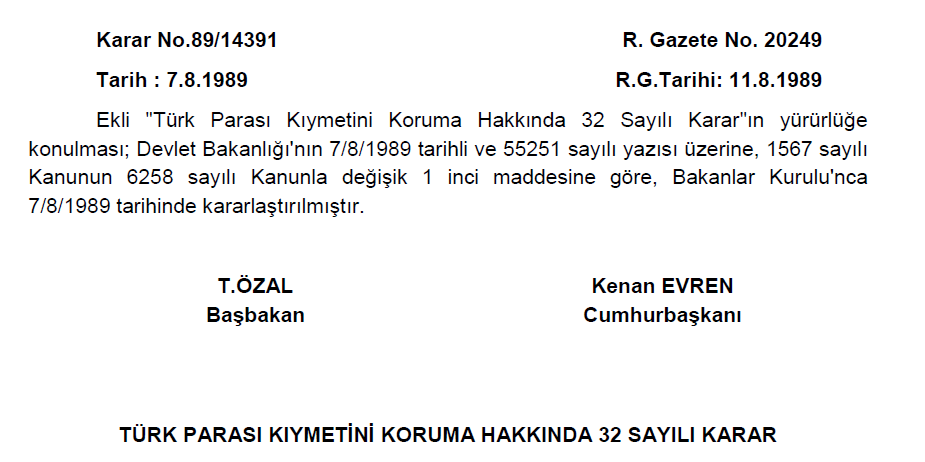 Karar No.89/14391 R. Gazete No. 20249
Tarih : 7.8.1989 R.G.Tarihi: 11.8.1989
Ekli "Türk Parası Kıymetini Koruma Hakkında 32 Sayılı Karar"ın yürürlüğe
konulması; Devlet Bakanlığı'nın 7/8/1989 tarihli ve 55251 sayılı yazısı üzerine, 1567 sayılı
Kanunun 6258 sayılı Kanunla değişik 1 inci maddesine göre, Bakanlar Kurulu'nca
7/8/1989 tarihinde kararlaştırılmıştır.
T.ÖZAL Kenan EVREN
Başbakan Cumhurbaşkanı
TÜRK PARASI KIYMETİNİ KORUMA HAKKINDA 32 SAYILI KARAR